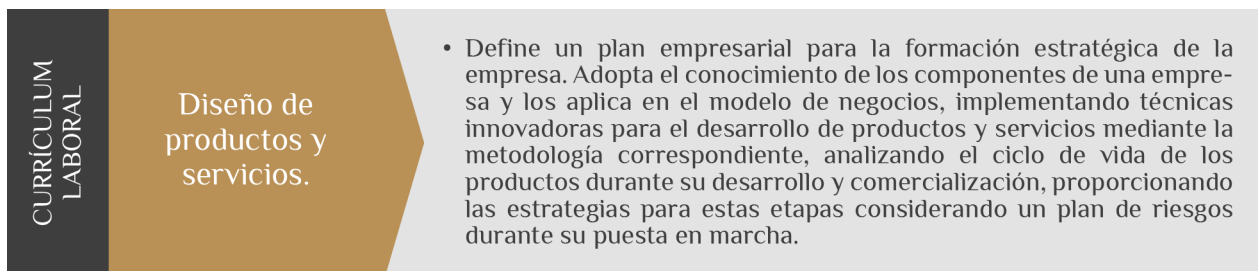 CURRÍCULUM
LABORAL
Diseño de
productos y
servicios.
• Define un plan empresarial para la formación estratégica de la
empresa. Adopta el conocimiento de los componentes de una empre-
sa y los aplica en el modelo de negocios, implementando técnicas
innovadoras para el desarrollo de productos y servicios mediante la
metodología correspondiente, analizando el ciclo de vida de los
productos durante su desarrollo y comercialización, proporcionando
las estrategias para estas etapas considerando un plan de riesgos
durante su puesta en marcha.